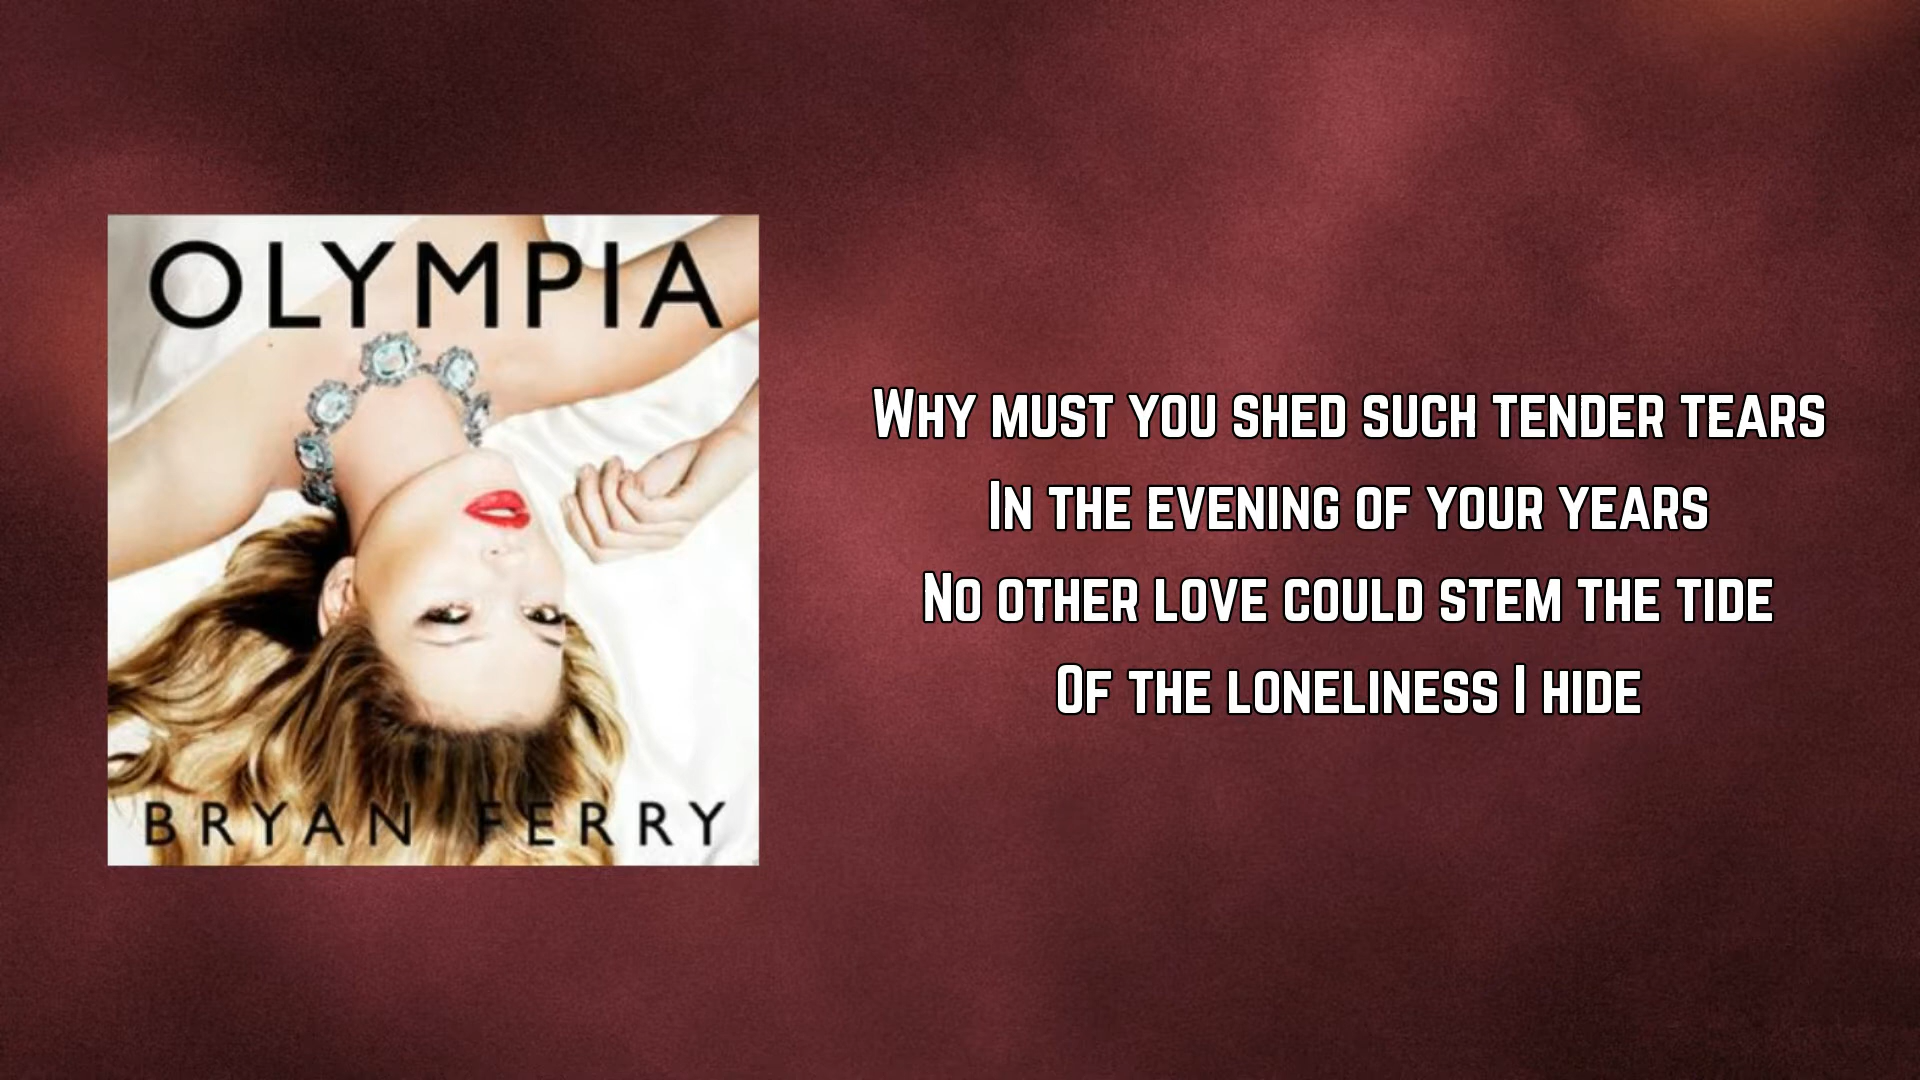 OLYMPIA
BRYAN FERRY
Why must you shed such tender tears
In the evening of your years
No other love could stem the tide
Of the loneliness I hide